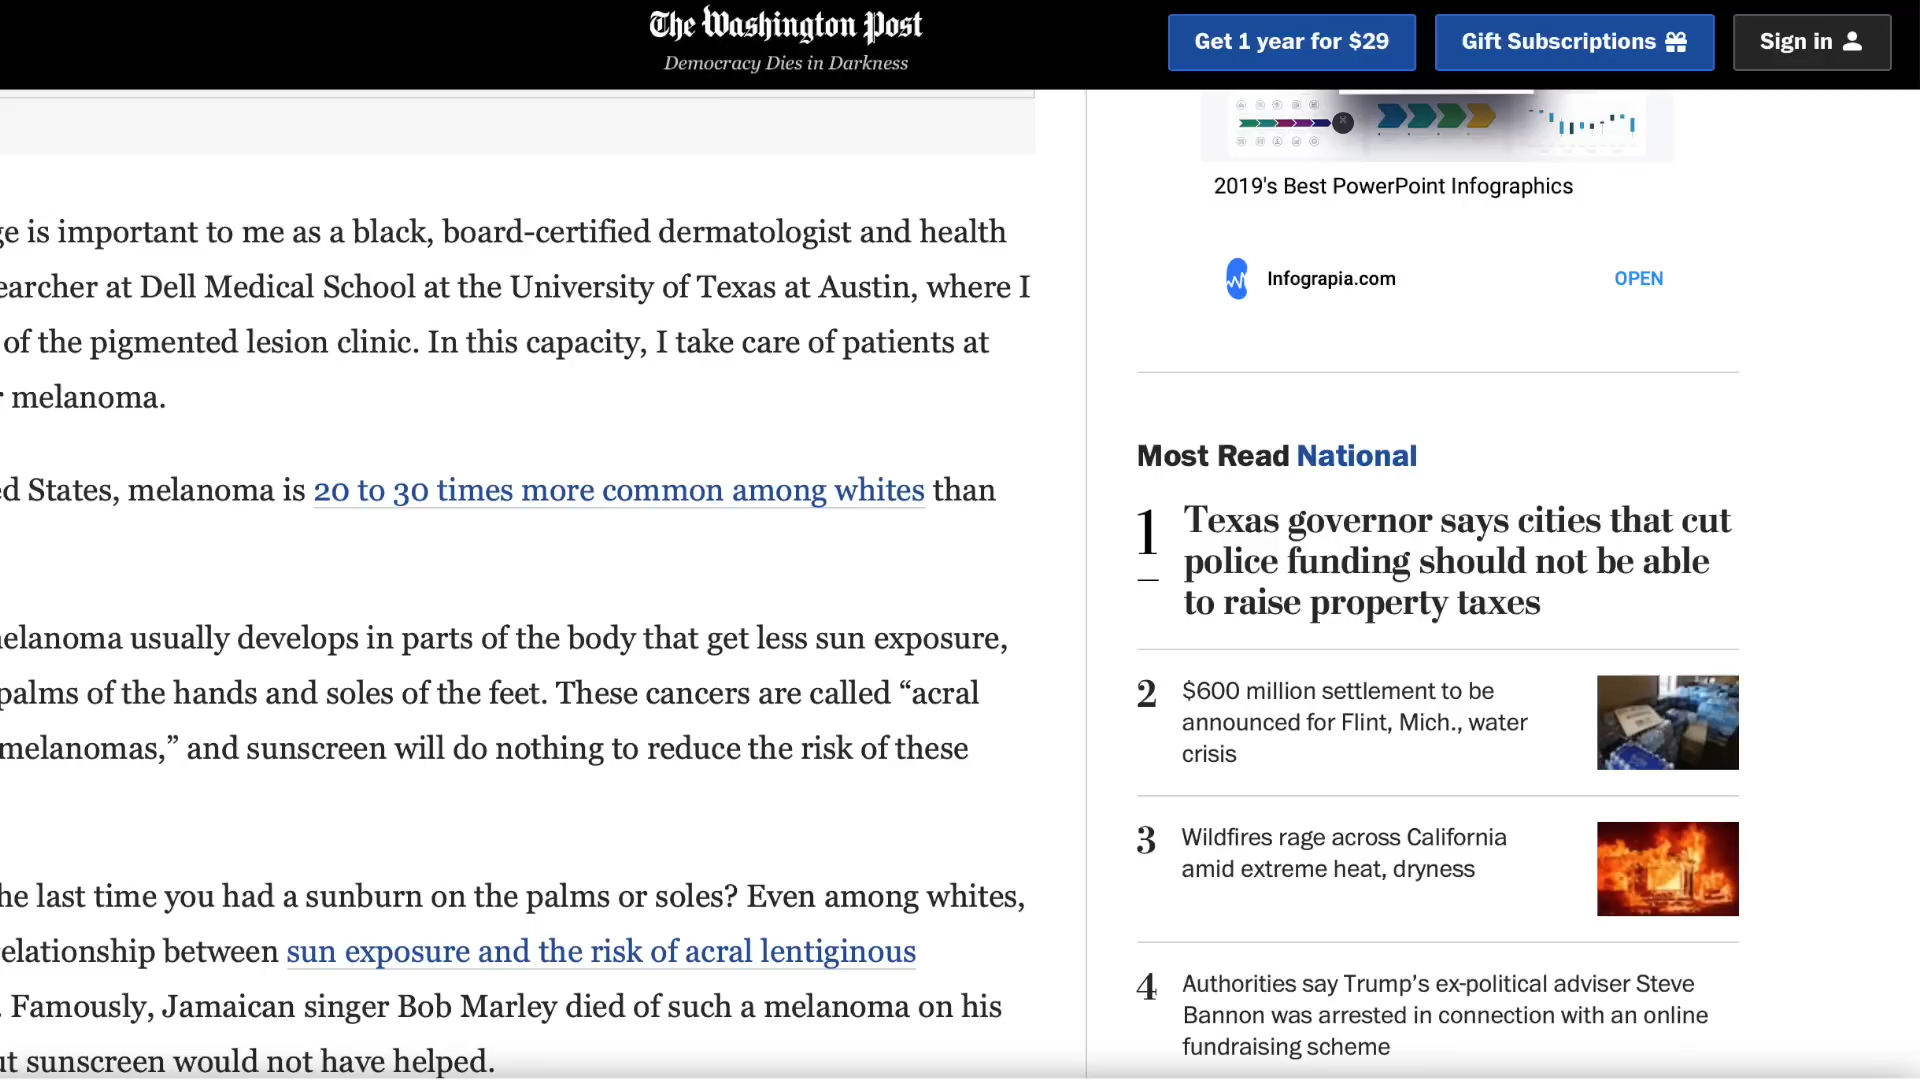 The Washington Post
Democracy Dies in Darkness
Get 1 year for $29
Gift Subscriptions
Sign in
is important to me as a black, board-certified dermatologist and health
at Dell Medical School at the University of Texas at Austin, where I
of the pigmented lesion clinic. In this capacity, I take care of patients at
melanoma.
States, melanoma is 20 to 30 times more common among whites than
usually develops in parts of the body that get less sun exposure,
palms of the hands and soles of the feet. These cancers are called “acral
melanomas,” and sunscreen will do nothing to reduce the risk of these
last time you had a sunburn on the palms or soles? Even among whites,
between sun exposure and the risk of acral lentiginous
. Famously, Jamaican singer Bob Marley died of such a melanoma on his
sunscreen would not have helped.
2019's Best PowerPoint Infographics
Infograpia.com
OPEN
Most Read National
1 Texas governor says cities that cut
police funding should not be able
to raise property taxes
2 $600 million settlement to be
announced for Flint, Mich., water
crisis
3 Wildfires rage across California
amid extreme heat, dryness
4 Authorities say Trump’s ex-political adviser Steve
Bannon was arrested in connection with an online
fundraising scheme